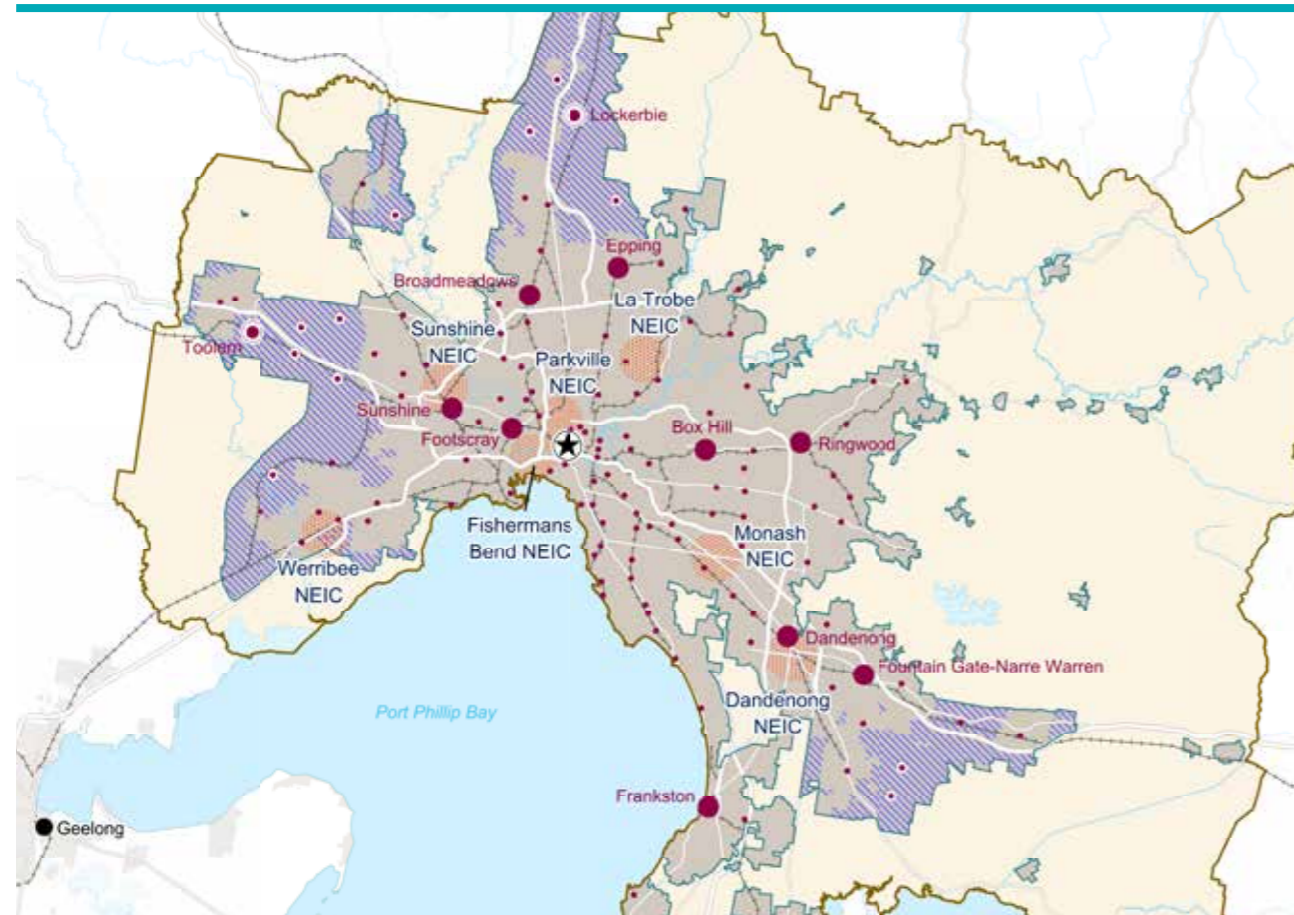 Lockerbie
Epping
Broadmeadows
La Trobe
NEIC
Sunshine
NEIC
Parkville
NEIC
Toolern
Sunshine
Footscray
Box Hill
Ringwood
Fishermans
Bend NEIC
Monash
NEIC
Werribee
NEIC
Dandenong
Fountain Gate-Narre Warren
Dandenong
NEIC
Port Phillip Bay
Frankston
Geelong